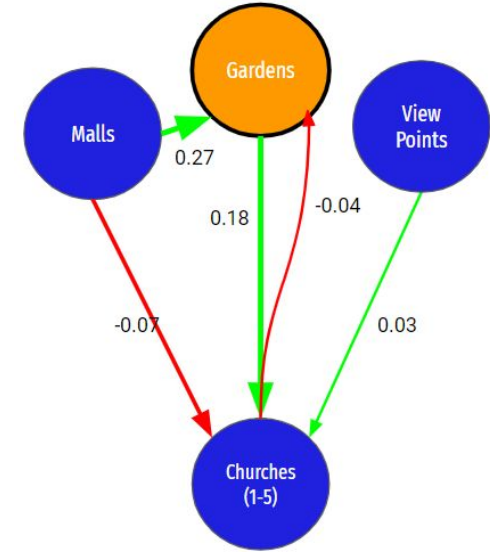 Gardens
Malls
View
Points
0.27
0.18
-0.04
-0.07
0.03
Churches
(1-5)